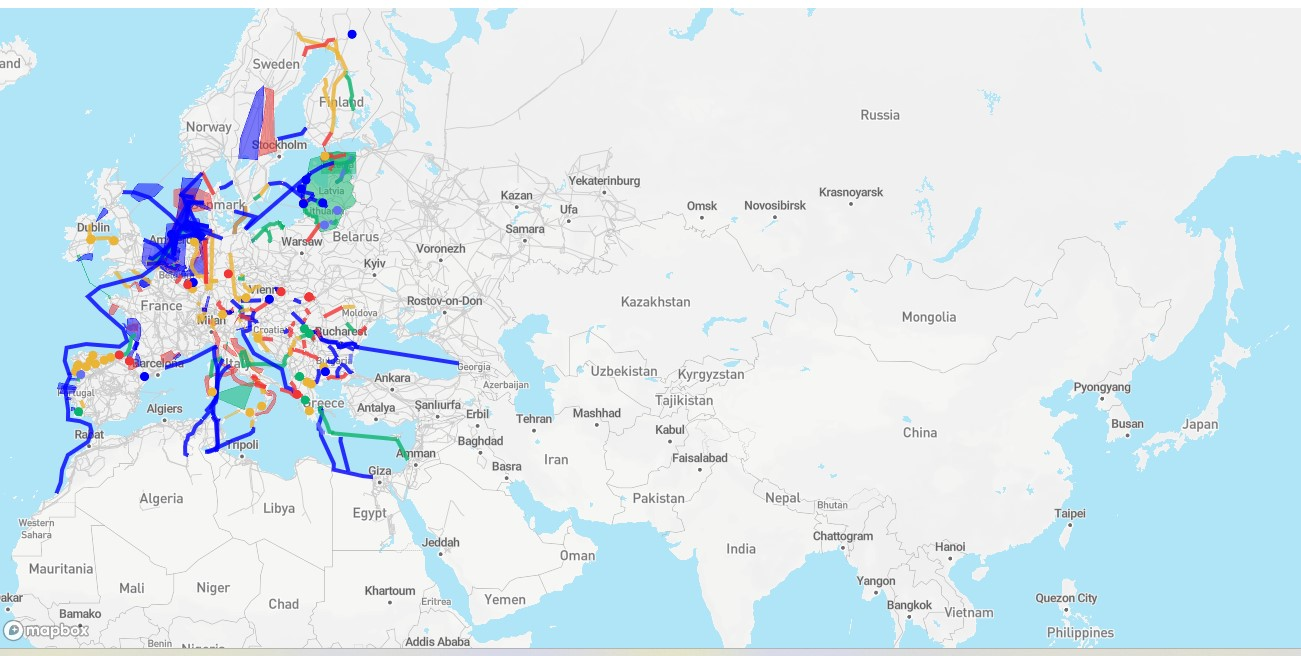 and
Sweden
Finland
Russia
Norway
Stockholm
Yekaterinburg
Krasnoyarsk
Kazan
Omsk
Novosibirsk
Latvia
Ufa
Samara
Dublin
Warsaw
Belarus
Voronezh
Kyiv
France
Rostov-on-Don
Kazakhstan
Moldova
Mongolia
Milan
Croatia
Bucharest
Barcelona
Italy
Georgia
Uzbekistan
Kyrgyzstan
Ankara
Azerbaijan
Pyongyang
Tajikistan
Algiers
Antalya
Şanlıurfa
Greece
Erbil
Tehran
Mashhad
Busan
Japan
Rabat
Tripoli
Amman
Baghdad
Kabul
China
Basra
Iran
Faisalabad
Giza
Algeria
Libya
Egypt
Pakistan
Nepal
Bhutan
Western
Sahara
Taipei
Jeddah
Oman
India
Chattogram
Hanoi
Mauritania
Mali
Niger
Chad
Khartoum
Eritrea
Yemen
Yangon
Bangkok
Vietnam
Quezon City
akar
Bamako
mapbox
Benin
Addis Ababa
Philippines